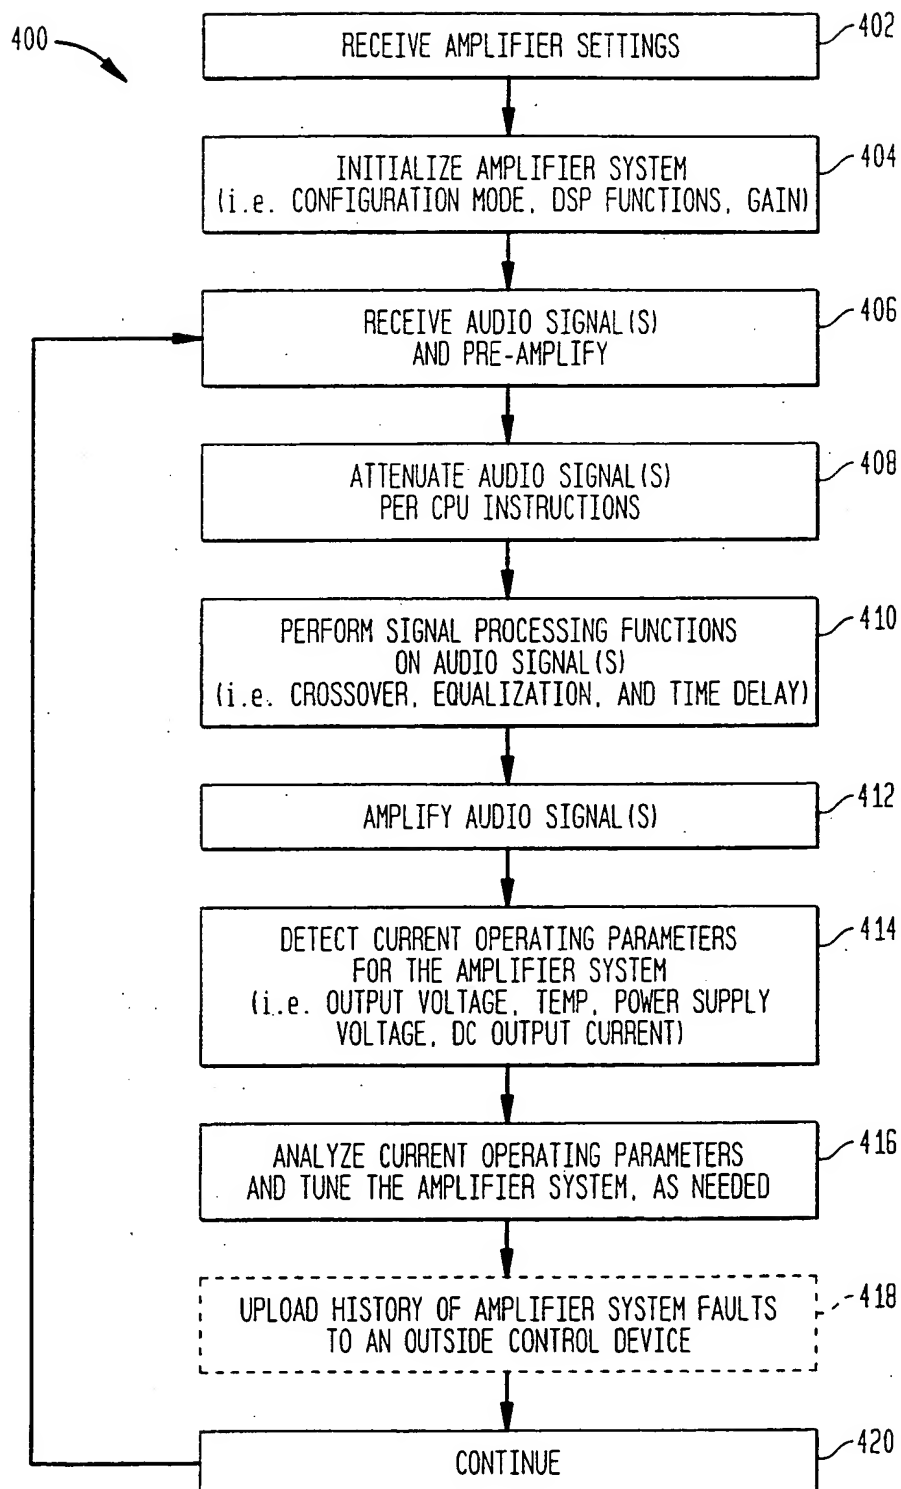 400
RECEIVE AMPLIFIER SETTINGS
402
INITIALIZE AMPLIFIER SYSTEM
(i.e. CONFIGURATION MODE, DSP FUNCTIONS, GAIN)
404
RECEIVE AUDIO SIGNAL(S)
AND PRE-AMPLIFY
406
ATTENUATE AUDIO SIGNAL(S)
PER CPU INSTRUCTIONS
408
PERFORM SIGNAL PROCESSING FUNCTIONS
ON AUDIO SIGNAL(S)
(i.e. CROSSOVER, EQUALIZATION, AND TIME DELAY)
410
AMPLIFY AUDIO SIGNAL(S)
412
DETECT CURRENT OPERATING PARAMETERS
FOR THE AMPLIFIER SYSTEM
(i.e. OUTPUT VOLTAGE, TEMP, POWER SUPPLY
VOLTAGE, DC OUTPUT CURRENT)
414
ANALYZE CURRENT OPERATING PARAMETERS
AND TUNE THE AMPLIFIER SYSTEM, AS NEEDED
416
UPLOAD HISTORY OF AMPLIFIER SYSTEM FAULTS
TO AN OUTSIDE CONTROL DEVICE
418
CONTINUE
420